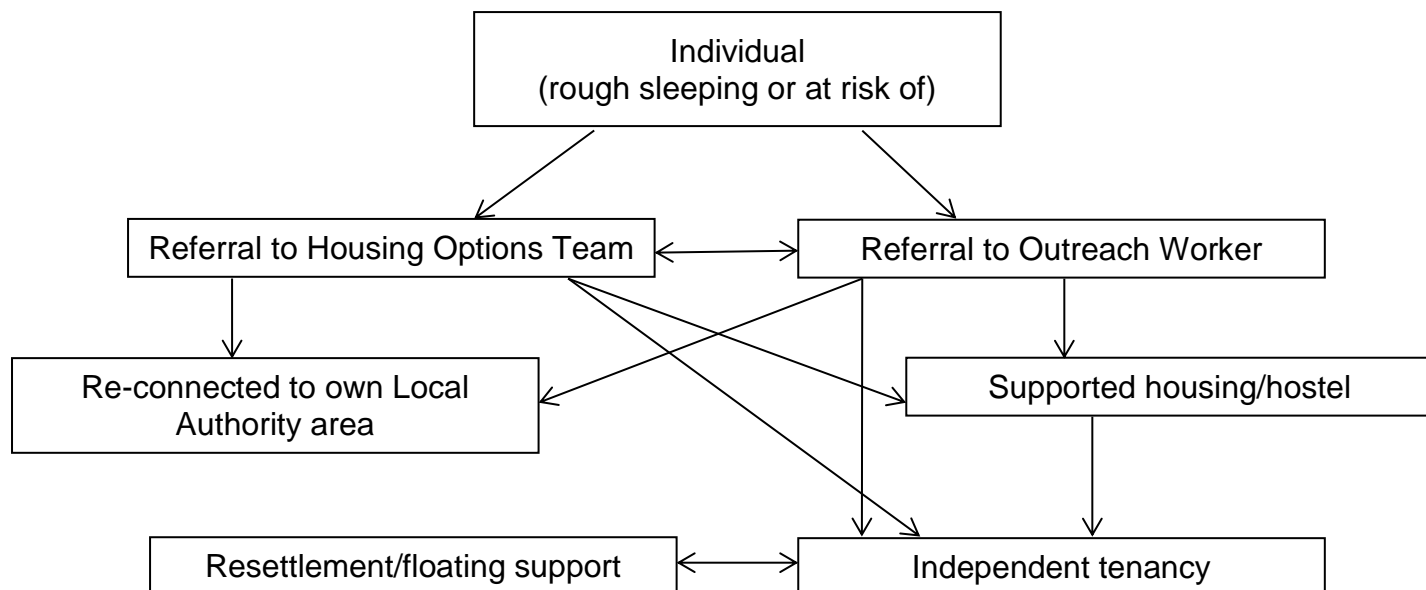 Individual
(rough sleeping or at risk of)
Referral to Housing Options Team
Referral to Outreach Worker
Re-connected to own Local
Authority area
Supported housing/hostel
Resettlement/floating support
Independent tenancy